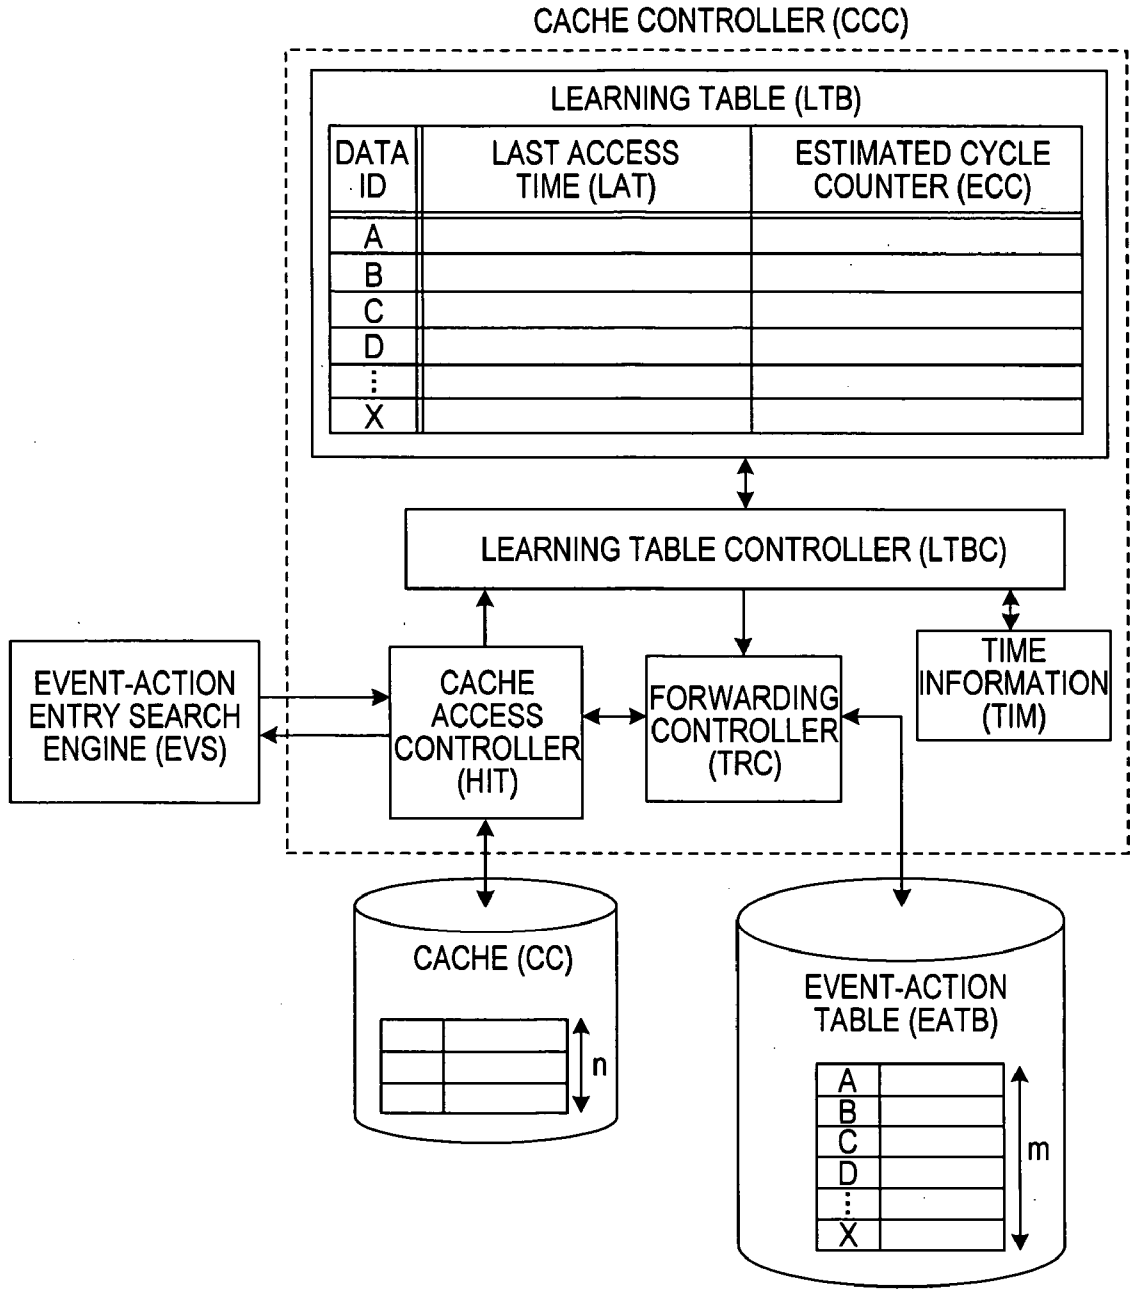 CACHE CONTROLLER (CCC)
LEARNING TABLE (LTB)
DATA
ID
LAST ACCESS
TIME (LAT)
ESTIMATED CYCLE
COUNTER (ECC)
A
B
C
D
⋮
X
LEARNING TABLE CONTROLLER (LTBC)
EVENT-ACTION
ENTRY SEARCH
ENGINE (EVS)
CACHE
ACCESS
CONTROLLER
(HIT)
FORWARDING
CONTROLLER
(TRC)
TIME
INFORMATION
(TIM)
CACHE (CC)
n
EVENT-ACTION
TABLE (EATB)
A
B
C
D
⋮
X
m